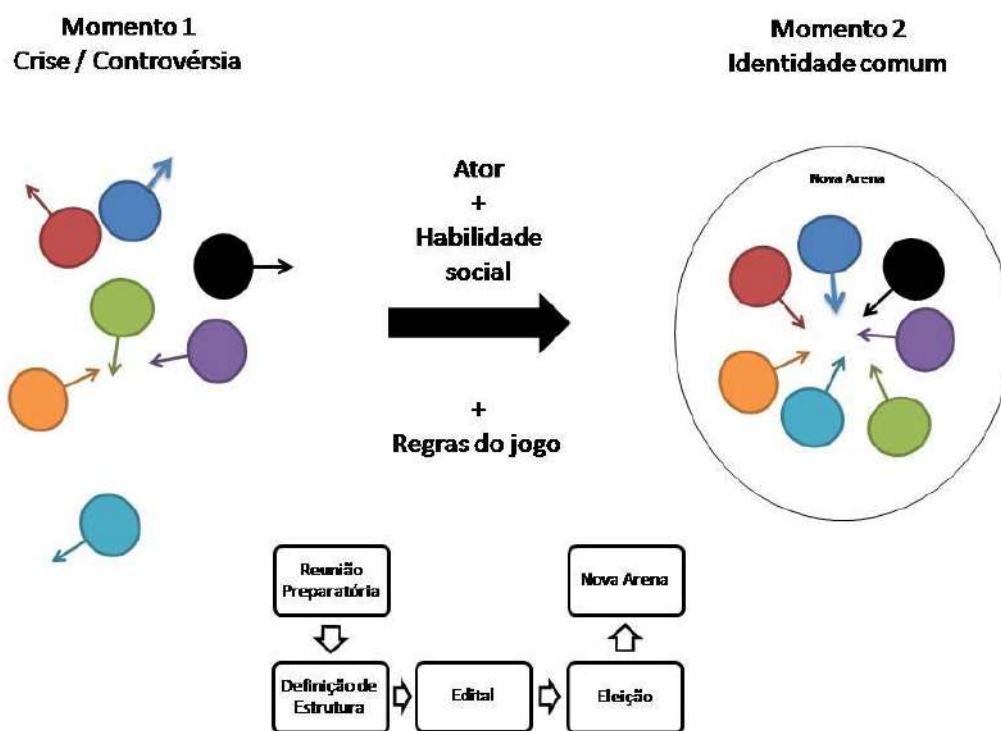 Momento 1
Crise / Controvérsia
Momento 2
Identidade comum
Ator
+
Habilidade
social
+
Regras do jogo
Nova Arena
Reunião
Preparatória
Nova Arena
Definição de
Estrutura
Edital
Eleição